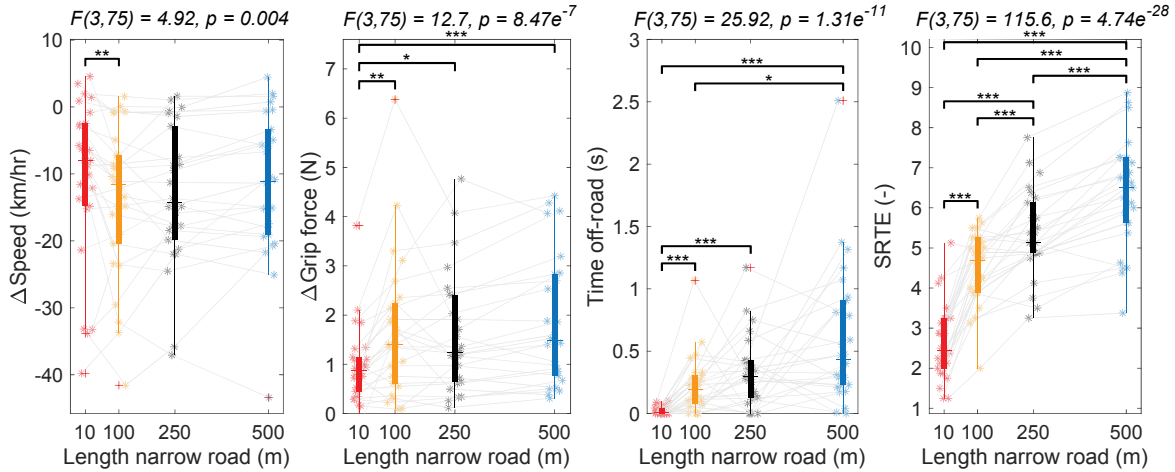 F(3,75) = 4.92, p = 0.004
**
ΔSpeed (km/hr)
0
-10
-20
-30
-40
10 100 250 500
Length narrow road (m)
F(3,75) = 12.7, p = 8.47e⁻⁷
***
*
**
ΔGrip force (N)
7
6
5
4
3
2
1
0
10 100 250 500
Length narrow road (m)
F(3,75) = 25.92, p = 1.31e⁻¹¹
***
*
***
***
Time off-road (s)
3
2.5
2
1.5
1
0.5
0
10 100 250 500
Length narrow road (m)
F(3,75) = 115.6, p = 4.74e⁻²⁸
***
***
***
***
***
***
SRTE (-)
10
9
8
7
6
5
4
3
2
1
10 100 250 500
Length narrow road (m)